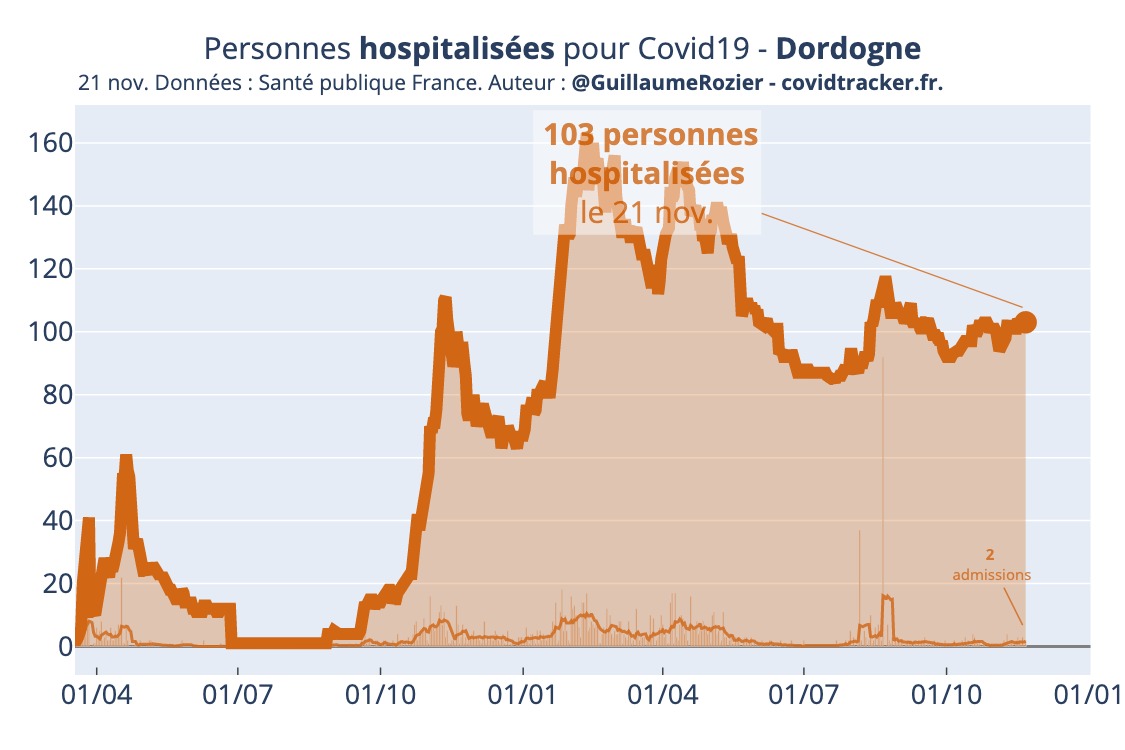 Personnes hospitalisées pour Covid19 - Dordogne
21 nov. Données : Santé publique France. Auteur : @GuillaumeRozier - covidtracker.fr.
103 personnes
hospitalisées
le 21 nov.
160
140
120
100
80
60
40
20
0
2
admissions
01/04 01/07 01/10 01/01 01/04 01/07 01/10 01/01